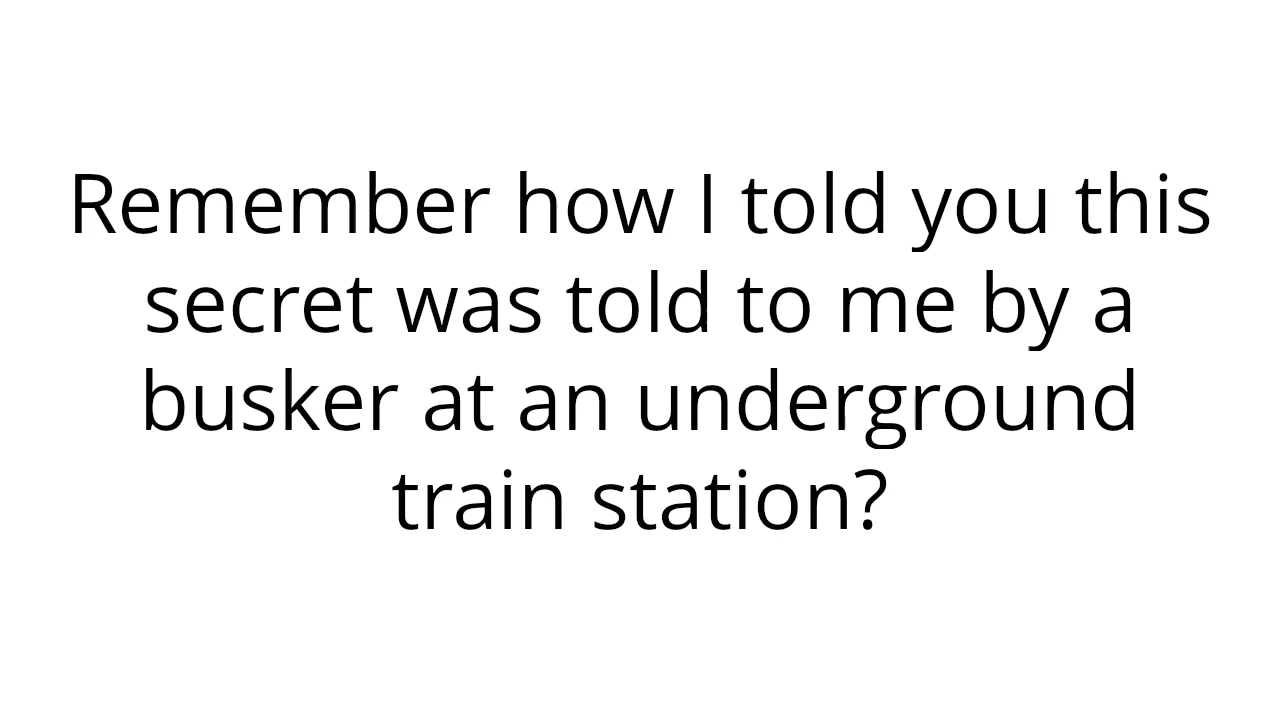 Remember how I told you this
secret was told to me by a
busker at an underground
train station?